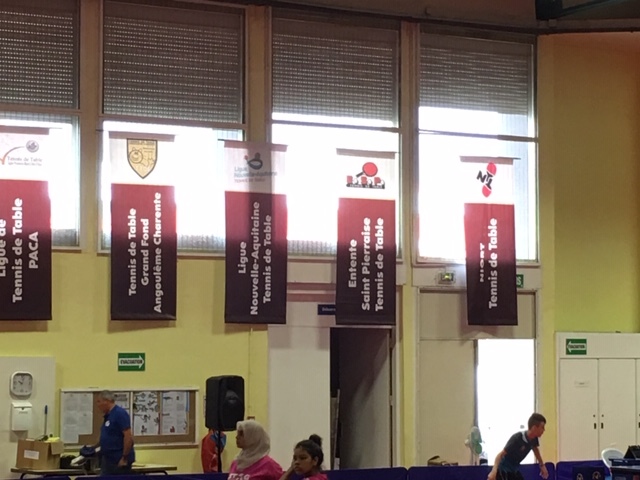 Ligue de
Tennis de Table
PACA
Tennis de Table
Grand Fond
Angoulême Charente
Ligue
Nouvelle-Aquitaine
Tennis de Table
Entente
Saint Pierraise
Tennis de Table
NIORT
Tennis de Table
EVACUATION